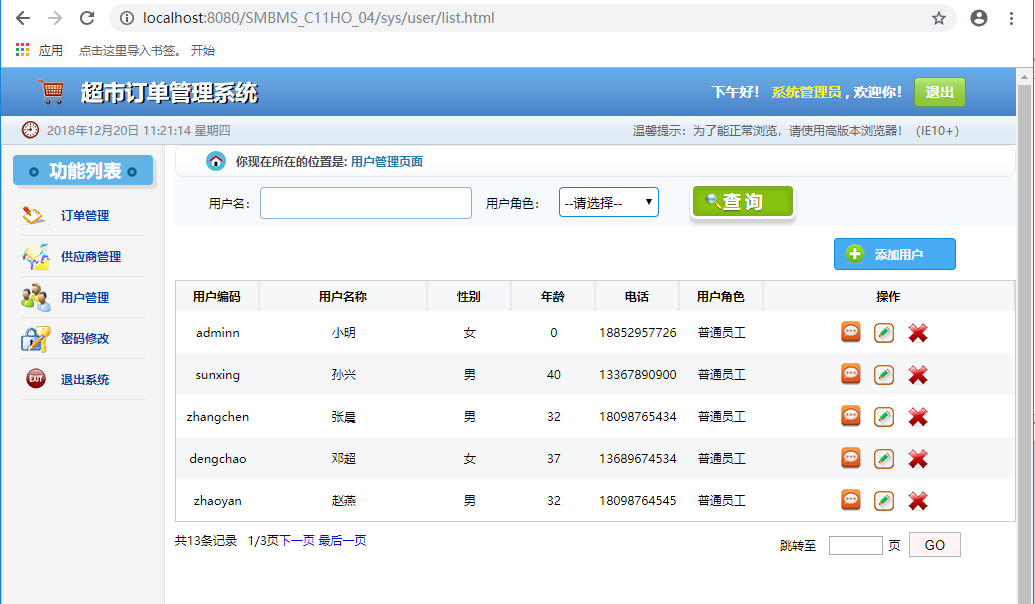 localhost:8080/SMBMS_C11HO_04/sys/user/list.html
应用 点击这里导入书签。 开始
超市订单管理系统
下午好! 系统管理员 , 欢迎你! 退出
2018年12月20日 11:21:14 星期四
温馨提示：为了能正常浏览，请使用高版本浏览器！ (IE10+)
功能列表
你现在所在的位置是: 用户管理页面
用户名： 用户角色： --请选择-- 查 询
订单管理
供应商管理
用户管理
密码修改
EXIT 退出系统
添加用户
用户编码 用户名称 性别 年龄 电话 用户角色 操作
adminn 小明 女 0 18852957726 普通员工
sunxing 孙兴 男 40 13367890900 普通员工
zhangchen 张晨 男 32 18098765434 普通员工
dengchao 邓超 女 37 13689674534 普通员工
zhaoyan 赵燕 男 32 18098764545 普通员工
共13条记录 1/3页下一页 最后一页
跳转至 页 GO